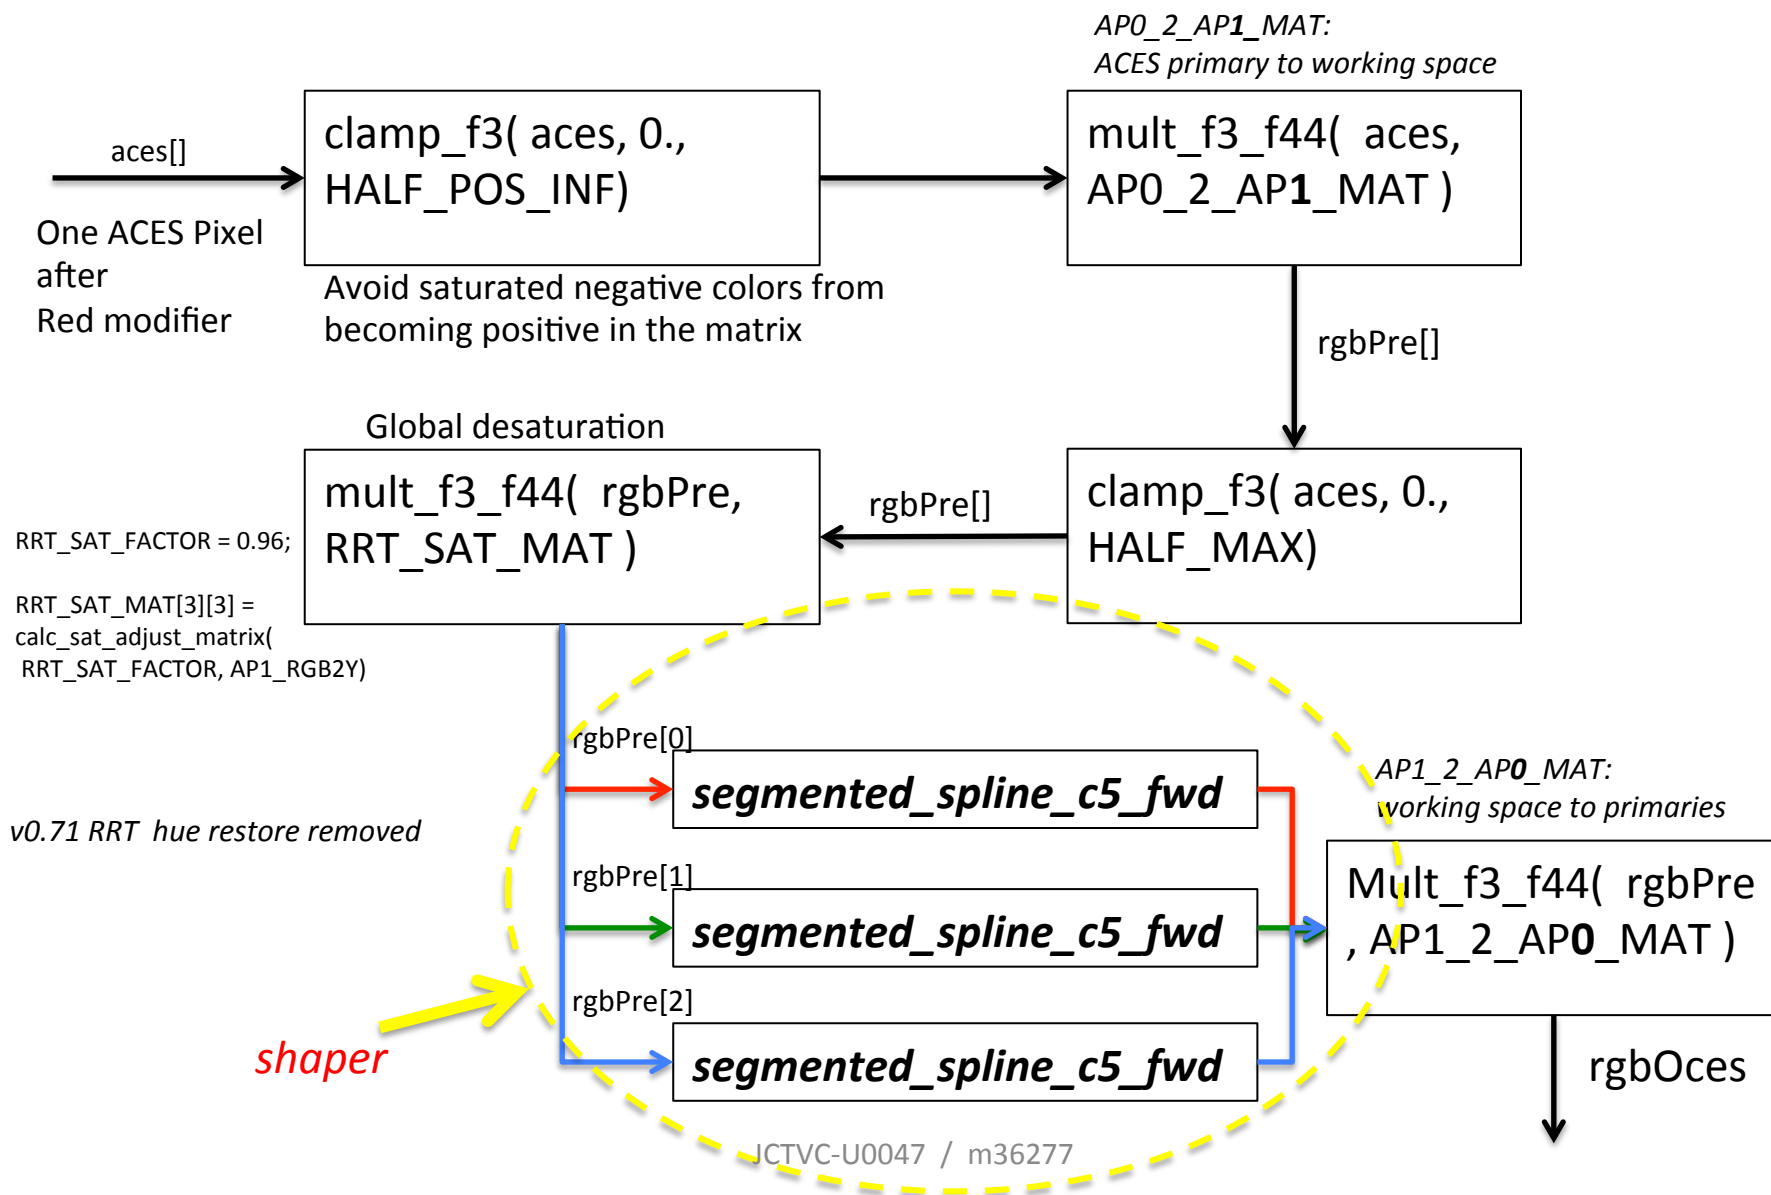 AP0_2_AP1_MAT:
ACES primary to working space
aces[]
clamp_f3( aces, 0.,
HALF_POS_INF)
mult_f3_f44(  aces,
AP0_2_AP1_MAT )
One ACES Pixel
after
Red modifier
Avoid saturated negative colors from
becoming positive in the matrix
rgbPre[]
Global desaturation
mult_f3_f44(  rgbPre,
RRT_SAT_MAT )
rgbPre[]
clamp_f3( aces, 0.,
HALF_MAX)
RRT_SAT_FACTOR = 0.96;
RRT_SAT_MAT[3][3] =
calc_sat_adjust_matrix(
RRT_SAT_FACTOR, AP1_RGB2Y)
rgbPre[0]
segmented_spline_c5_fwd
AP1_2_AP0_MAT:
working space to primaries
v0.71 RRT  hue restore removed
rgbPre[1]
segmented_spline_c5_fwd
Mult_f3_f44(  rgbPre
, AP1_2_AP0_MAT )
rgbPre[2]
segmented_spline_c5_fwd
shaper
rgbOces
JCTVC-U0047  /  m36277